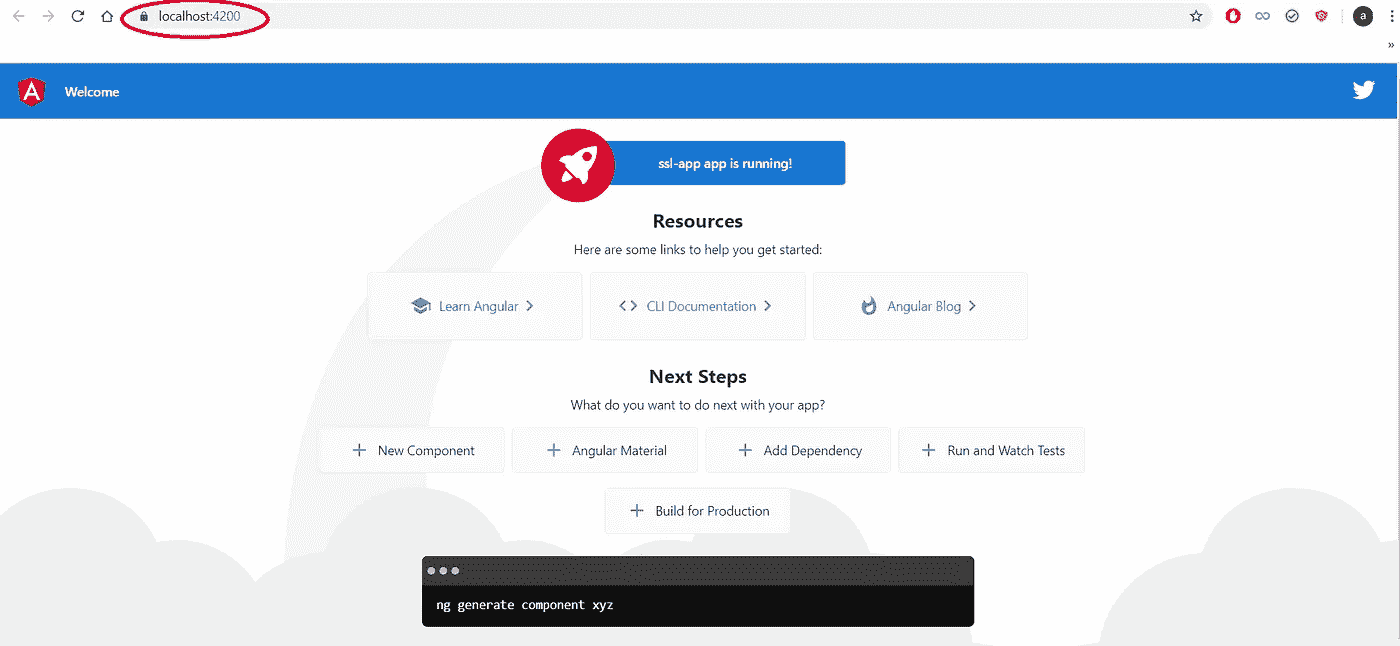 localhost:4200
a
»
A
Welcome
ssl-app app is running!
Resources
Here are some links to help you get started:
Learn Angular
CLI Documentation
Angular Blog
Next Steps
What do you want to do next with your app?
New Component
Angular Material
Add Dependency
Run and Watch Tests
Build for Production
ng generate component xyz